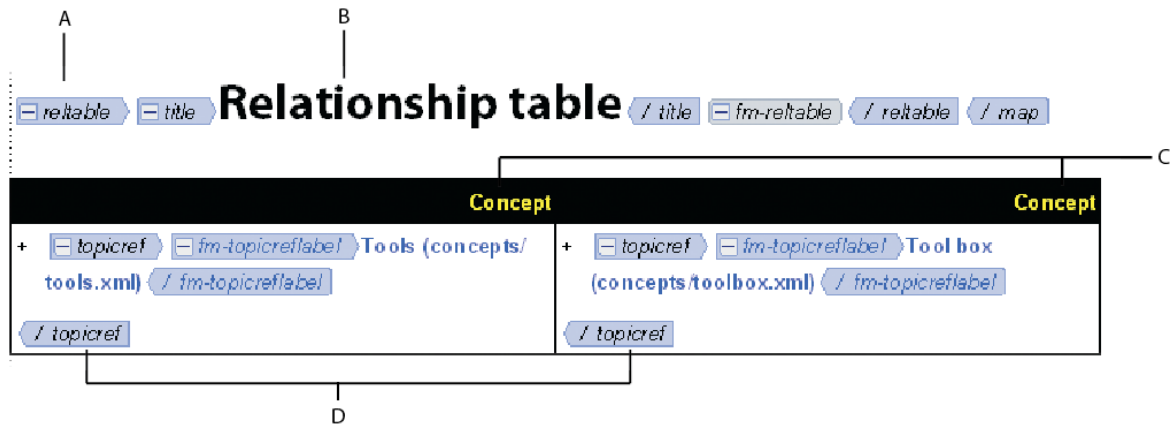 A
B
reltable title Relationship table / title fm-reltable / reltable / map
C
Concept Concept
+ topicref fm-topicreflabel Tools (concepts/ + topicref fm-topicreflabel Tool box
tools.xml) / fm-topicreflabel (concepts/toolbox.xml) / fm-topicreflabel
/ topicref / topicref
D